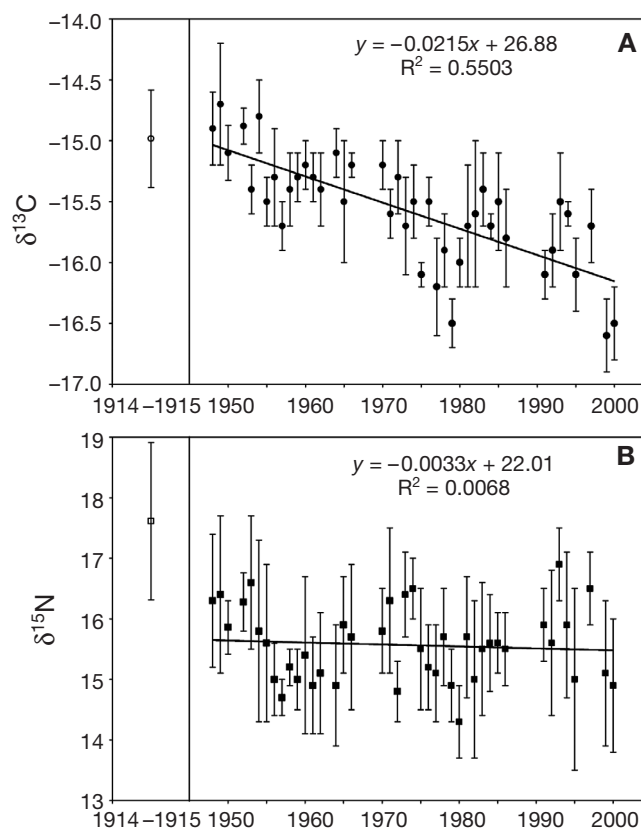 −14.0
y = −0.0215x + 26.88
A
R² = 0.5503
−14.5
−15.0
−15.5
δ¹³C
−16.0
−16.5
−17.0
1914 −1915 1950 1960 1970 1980 1990 2000
19
y = −0.0033x + 22.01
B
R² = 0.0068
18
17
16
δ¹⁵N
15
14
13
1914 −1915 1950 1960 1970 1980 1990 2000